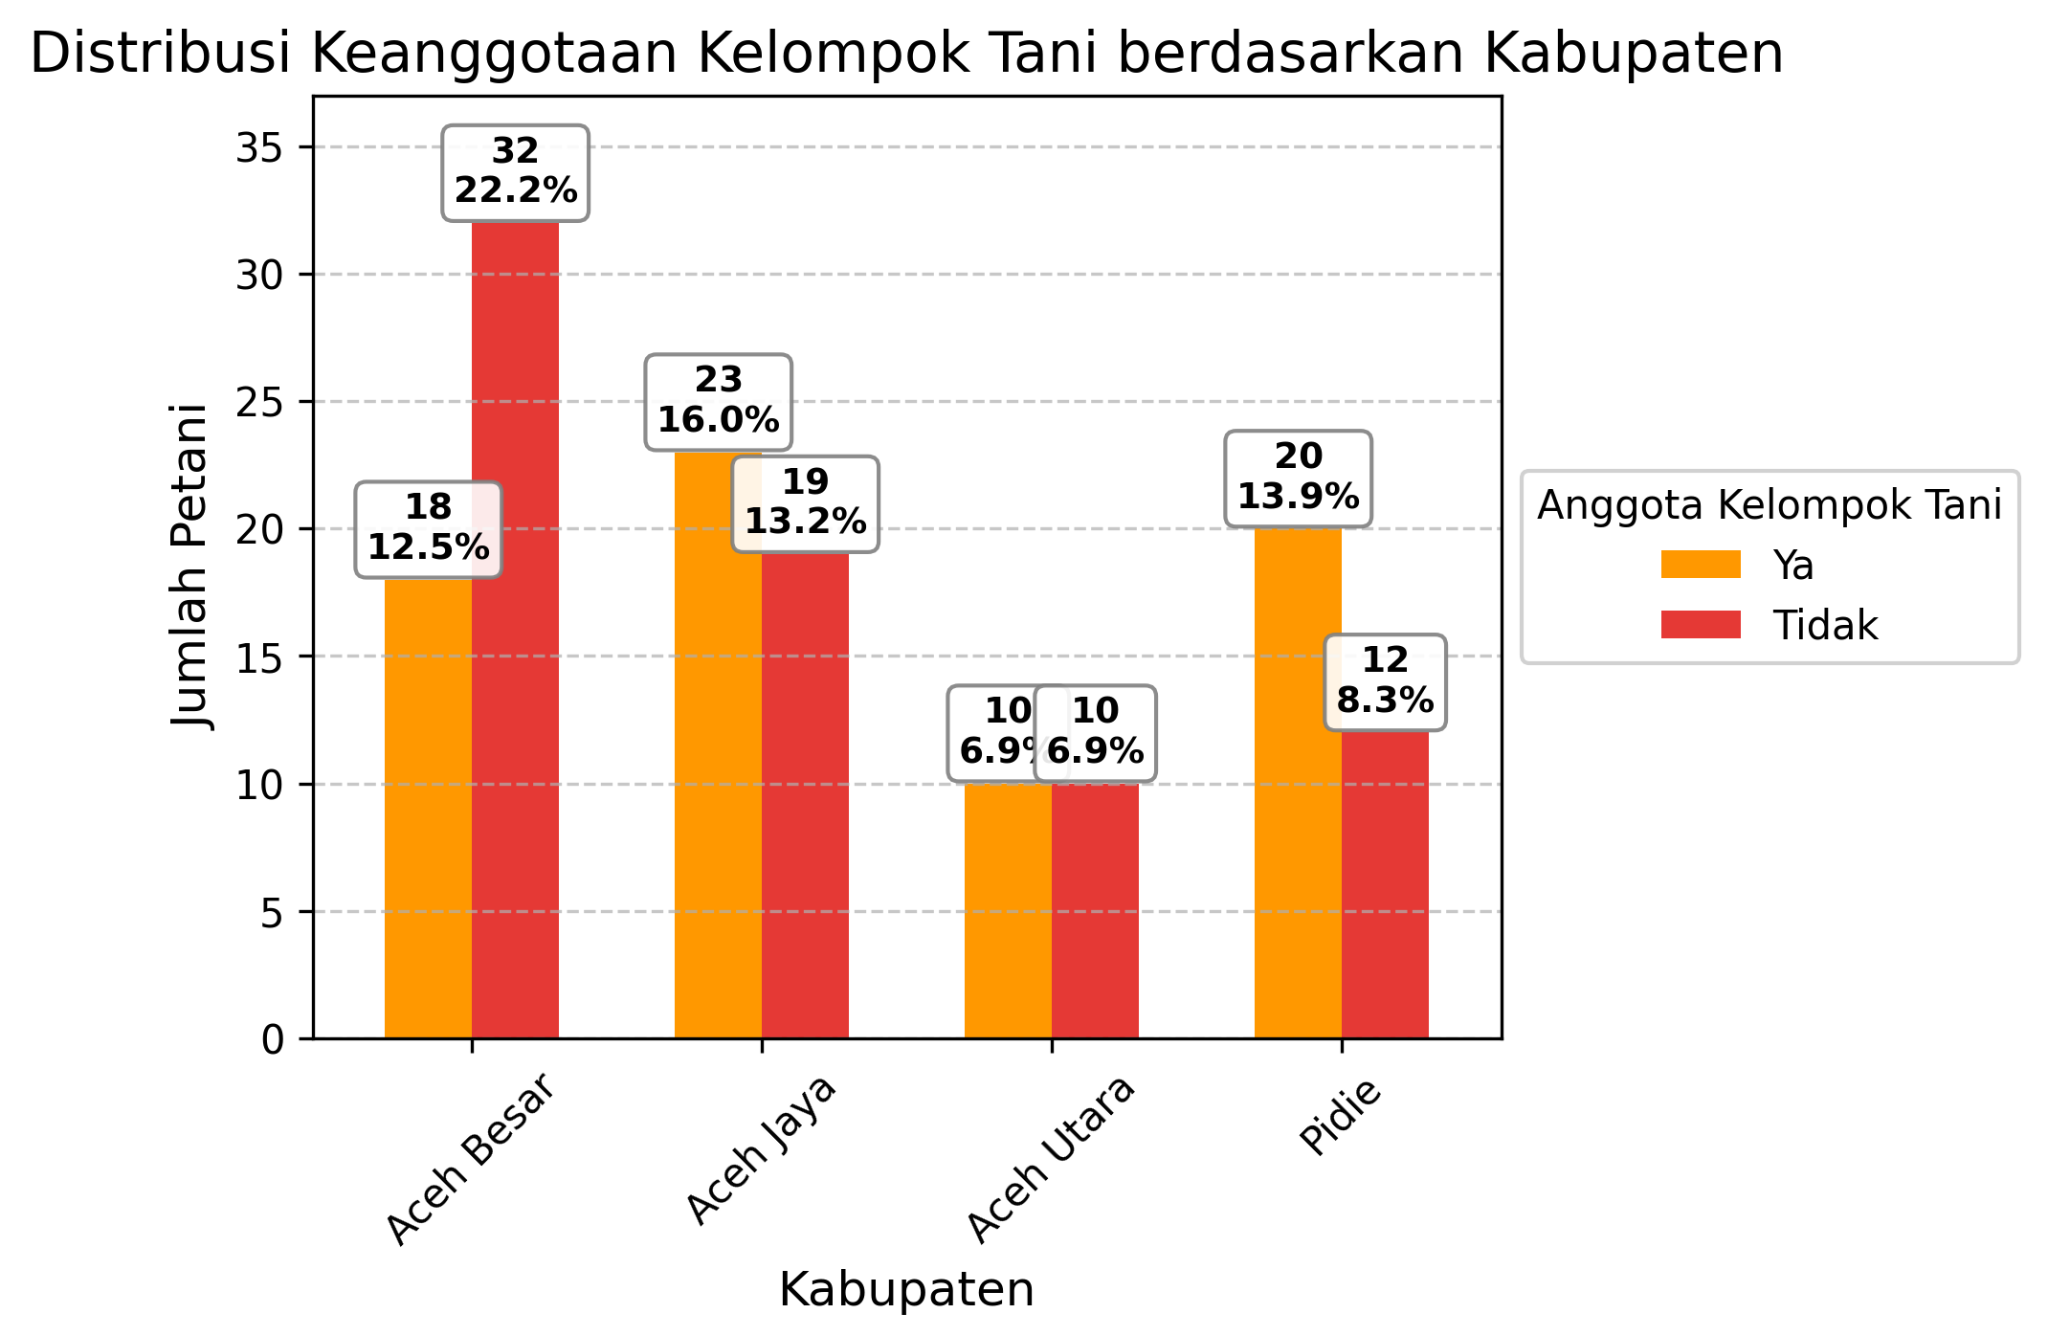 Distribusi Keanggotaan Kelompok Tani berdasarkan Kabupaten
Jumlah Petani
35
30
25
20
15
10
5
0
32
22.2%
18
12.5%
23
16.0%
19
13.2%
10
6.9%
10
6.9%
20
13.9%
12
8.3%
Aceh Besar
Aceh Jaya
Aceh Utara
Pidie
Kabupaten
Anggota Kelompok Tani
Ya
Tidak